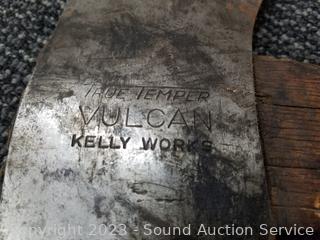 TRUE TEMPER
VULCAN
KELLY WORKS
Copyright 2023 - Sound Auction Service